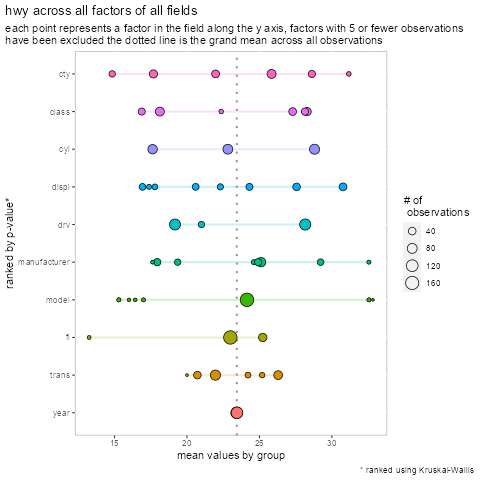 hwy across all factors of all fields
each point represents a factor in the field along the y axis, factors with 5 or fewer observations
have been excluded the dotted line is the grand mean across all observations
cty
class
cyl
displ
drv
manufacturer
model
fl
trans
year
ranked by p-value*
15 20 25 30
mean values by group
# of
observations
40
80
120
160
* ranked using Kruskal-Wallis